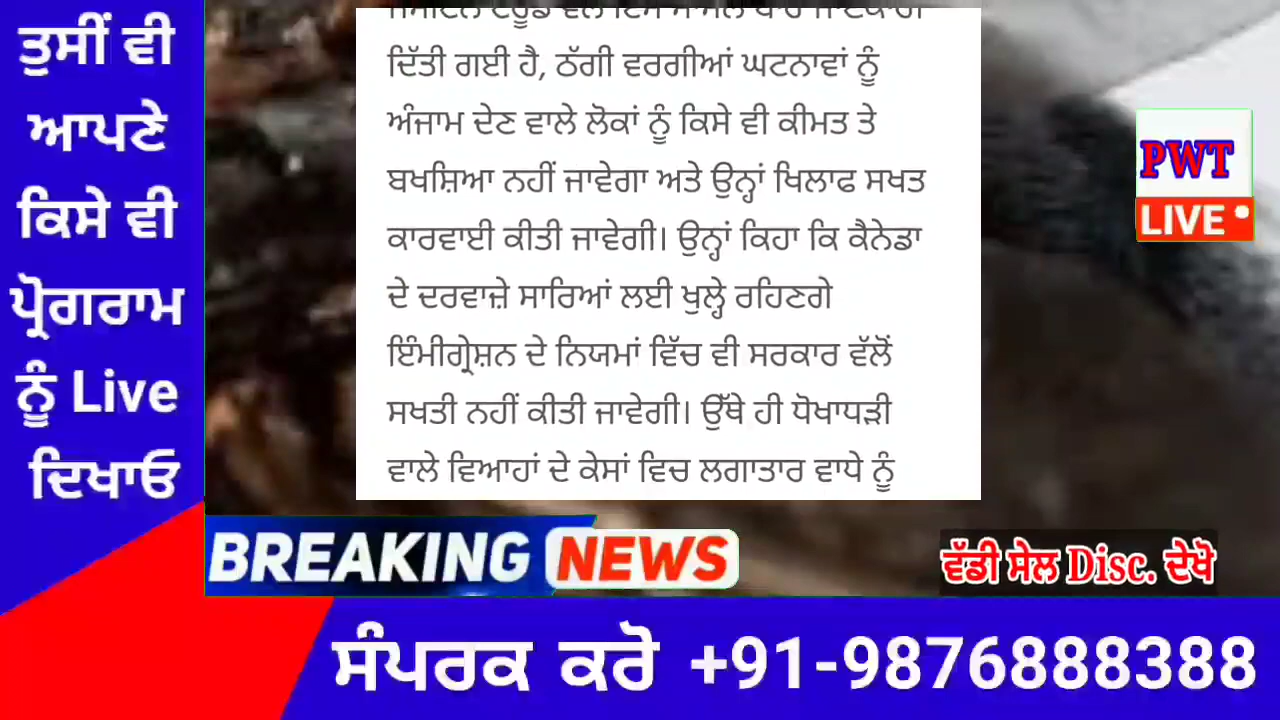 ਤੁਸੀਂ ਵੀ
ਆਪਣੇ
ਕਿਸੇ ਵੀ
ਪ੍ਰੋਗਰਾਮ
ਨੂੰ Live
ਦਿਖਾਓ
ਦਿੱਤੀ ਗਈ ਹੈ, ਠੱਗੀ ਵਰਗੀਆਂ ਘਟਨਾਵਾਂ ਨੂੰ
ਅੰਜਾਮ ਦੇਣ ਵਾਲੇ ਲੋਕਾਂ ਨੂੰ ਕਿਸੇ ਵੀ ਕੀਮਤ ਤੇ
ਬਖਸ਼ਿਆ ਨਹੀਂ ਜਾਵੇਗਾ ਅਤੇ ਉਨ੍ਹਾਂ ਖਿਲਾਫ ਸਖਤ
ਕਾਰਵਾਈ ਕੀਤੀ ਜਾਵੇਗੀ। ਉਨ੍ਹਾਂ ਕਿਹਾ ਕਿ ਕੈਨੇਡਾ
ਦੇ ਦਰਵਾਜ਼ੇ ਸਾਰਿਆਂ ਲਈ ਖੁਲ੍ਹੇ ਰਹਿਣਗੇ
ਇੰਮੀਗ੍ਰੇਸ਼ਨ ਦੇ ਨਿਯਮਾਂ ਵਿੱਚ ਵੀ ਸਰਕਾਰ ਵੱਲੋਂ
ਸਖਤੀ ਨਹੀਂ ਕੀਤੀ ਜਾਵੇਗੀ। ਉੱਥੇ ਹੀ ਧੋਖਾਧੜੀ
ਵਾਲੇ ਵਿਆਹਾਂ ਦੇ ਕੇਸਾਂ ਵਿਚ ਲਗਾਤਾਰ ਵਾਧੇ ਨੂੰ
PWT
LIVE
BREAKING NEWS
ਵੱਡੀ ਸੇਲ Disc. ਦੇਖੋ
ਸੰਪਰਕ ਕਰੋ +91-9876888388